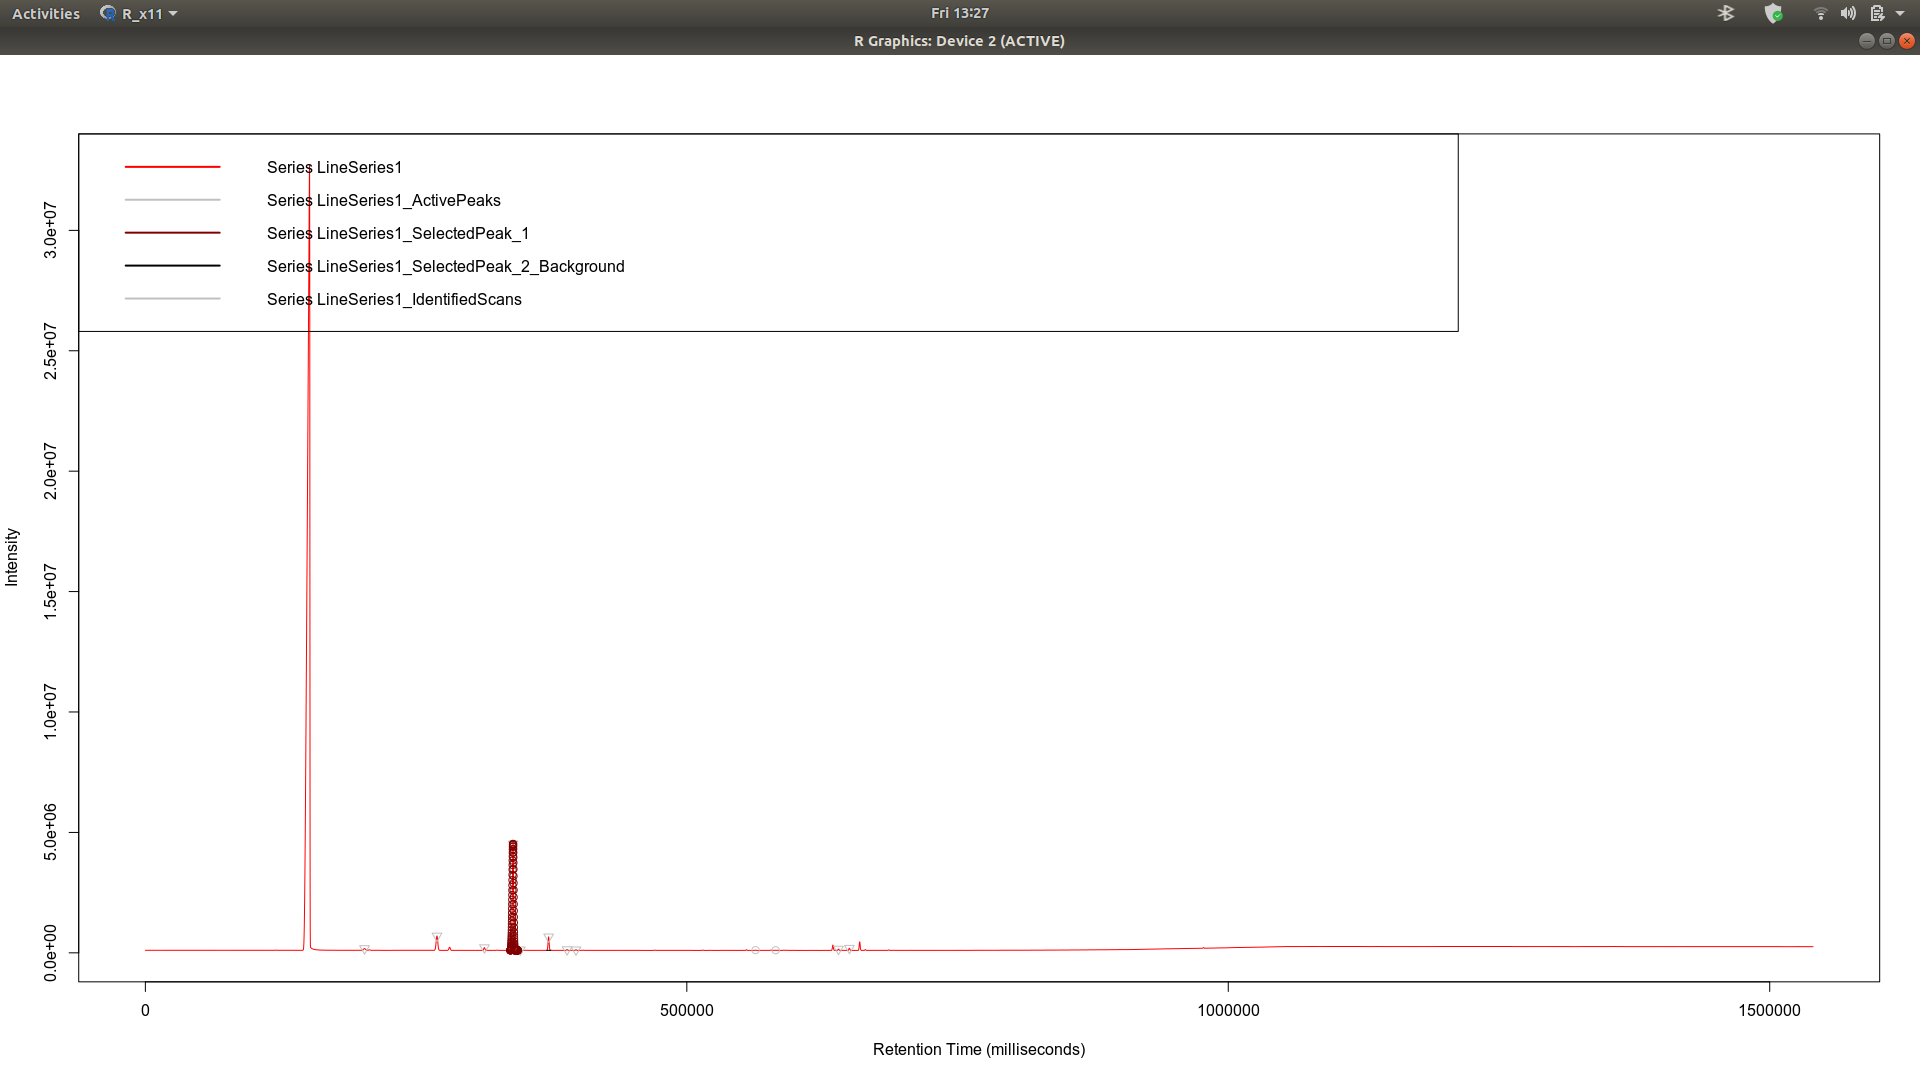 Activities R_x11 Fri 13:27
R Graphics: Device 2 (ACTIVE)
Series LineSeries1
Series LineSeries1_ActivePeaks
Series LineSeries1_SelectedPeak_1
Series LineSeries1_SelectedPeak_2_Background
Series LineSeries1_IdentifiedScans
Intensity
3.0e+07
2.5e+07
2.0e+07
1.5e+07
1.0e+07
5.0e+06
0.0e+00
0 500000 1000000 1500000
Retention Time (milliseconds)